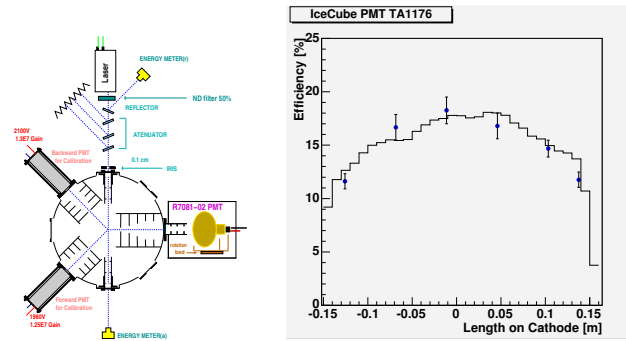 ENERGY METER(r)
Laser
ND filter 50%
REFLECTOR
ATENUATOR
2100V
1.3E7 Gain
Backward PMT
for Calibration
0.1 cm
IRIS
R7081-02 PMT
rotation
bed
Forward PMT
for Calibration
1560V
1.25E7 Gain
ENERGY METER(a)
IceCube PMT TA1176
Efficiency [%]
25
20
15
10
5
0
-0.15
-0.1
-0.05
0
0.05
0.1
0.15
Length on Cathode [m]